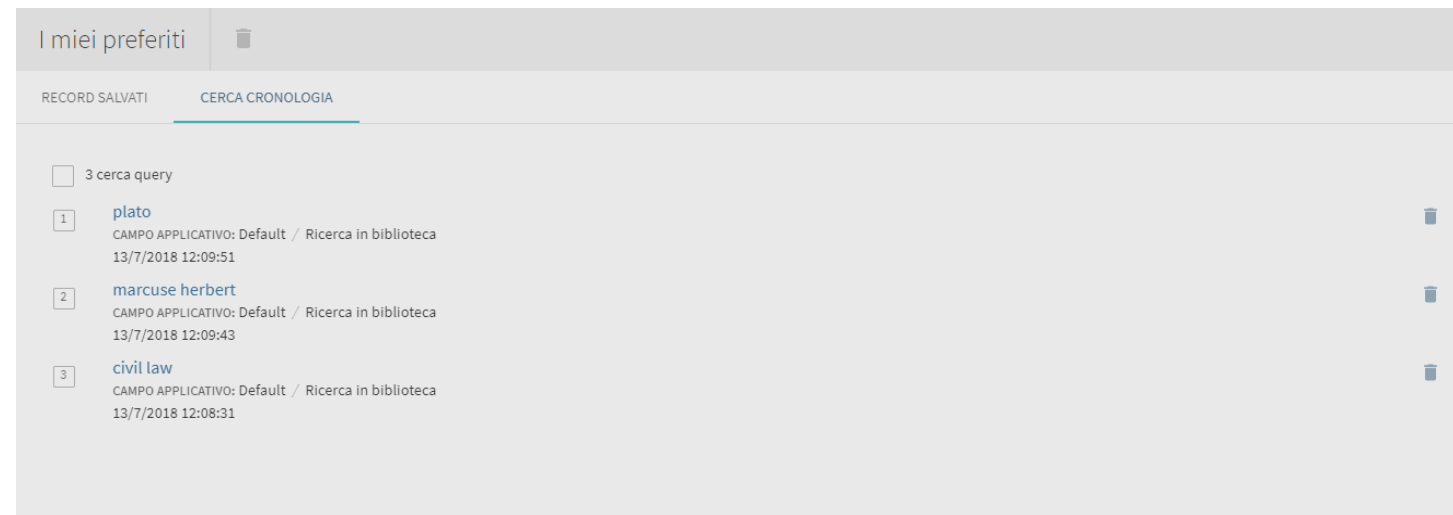 I miei preferiti
RECORD SALVATI CERCA CRONOLOGIA
3 cerca query
1 plato
CAMPO APPLICATIVO: Default / Ricerca in biblioteca
13/7/2018 12:09:51
2 marcuse herbert
CAMPO APPLICATIVO: Default / Ricerca in biblioteca
13/7/2018 12:09:43
3 civil law
CAMPO APPLICATIVO: Default / Ricerca in biblioteca
13/7/2018 12:08:31